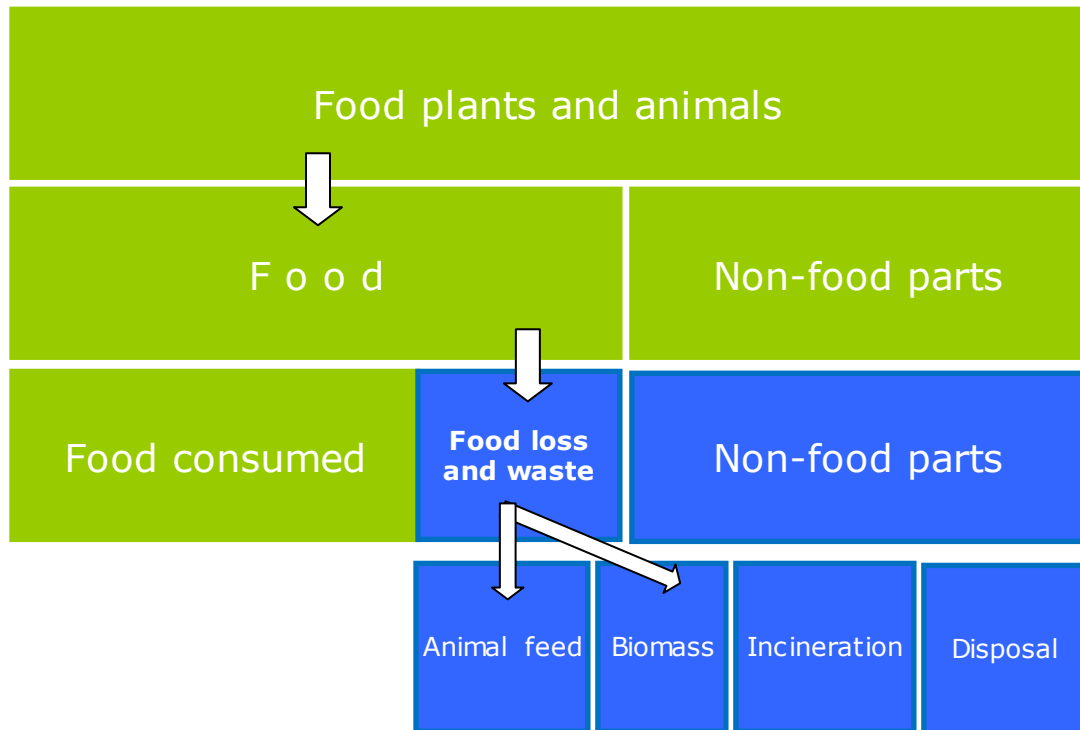 Food plants and animals
F o o d
Non-food parts
Food consumed
Food loss
and waste
Non-food parts
Animal feed
Biomass
Incineration
Disposal